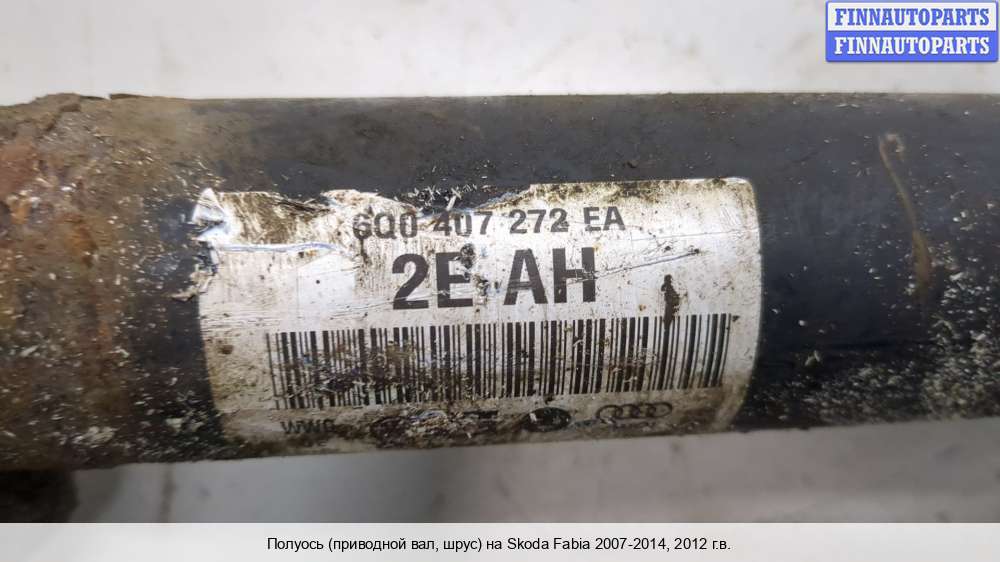 FINNAUTOPARTS
FINNAUTOPARTS
6Q0 407 272 EA
2E AH
Полуось (приводной вал, шрус) на Skoda Fabia 2007-2014, 2012 г.в.